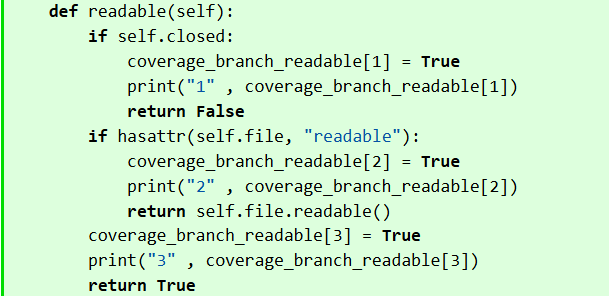 def readable(self):
    if self.closed:
        coverage_branch_readable[1] = True
        print("1" , coverage_branch_readable[1])
        return False
    if hasattr(self.file, "readable"):
        coverage_branch_readable[2] = True
        print("2" , coverage_branch_readable[2])
        return self.file.readable()
    coverage_branch_readable[3] = True
    print("3" , coverage_branch_readable[3])
    return True